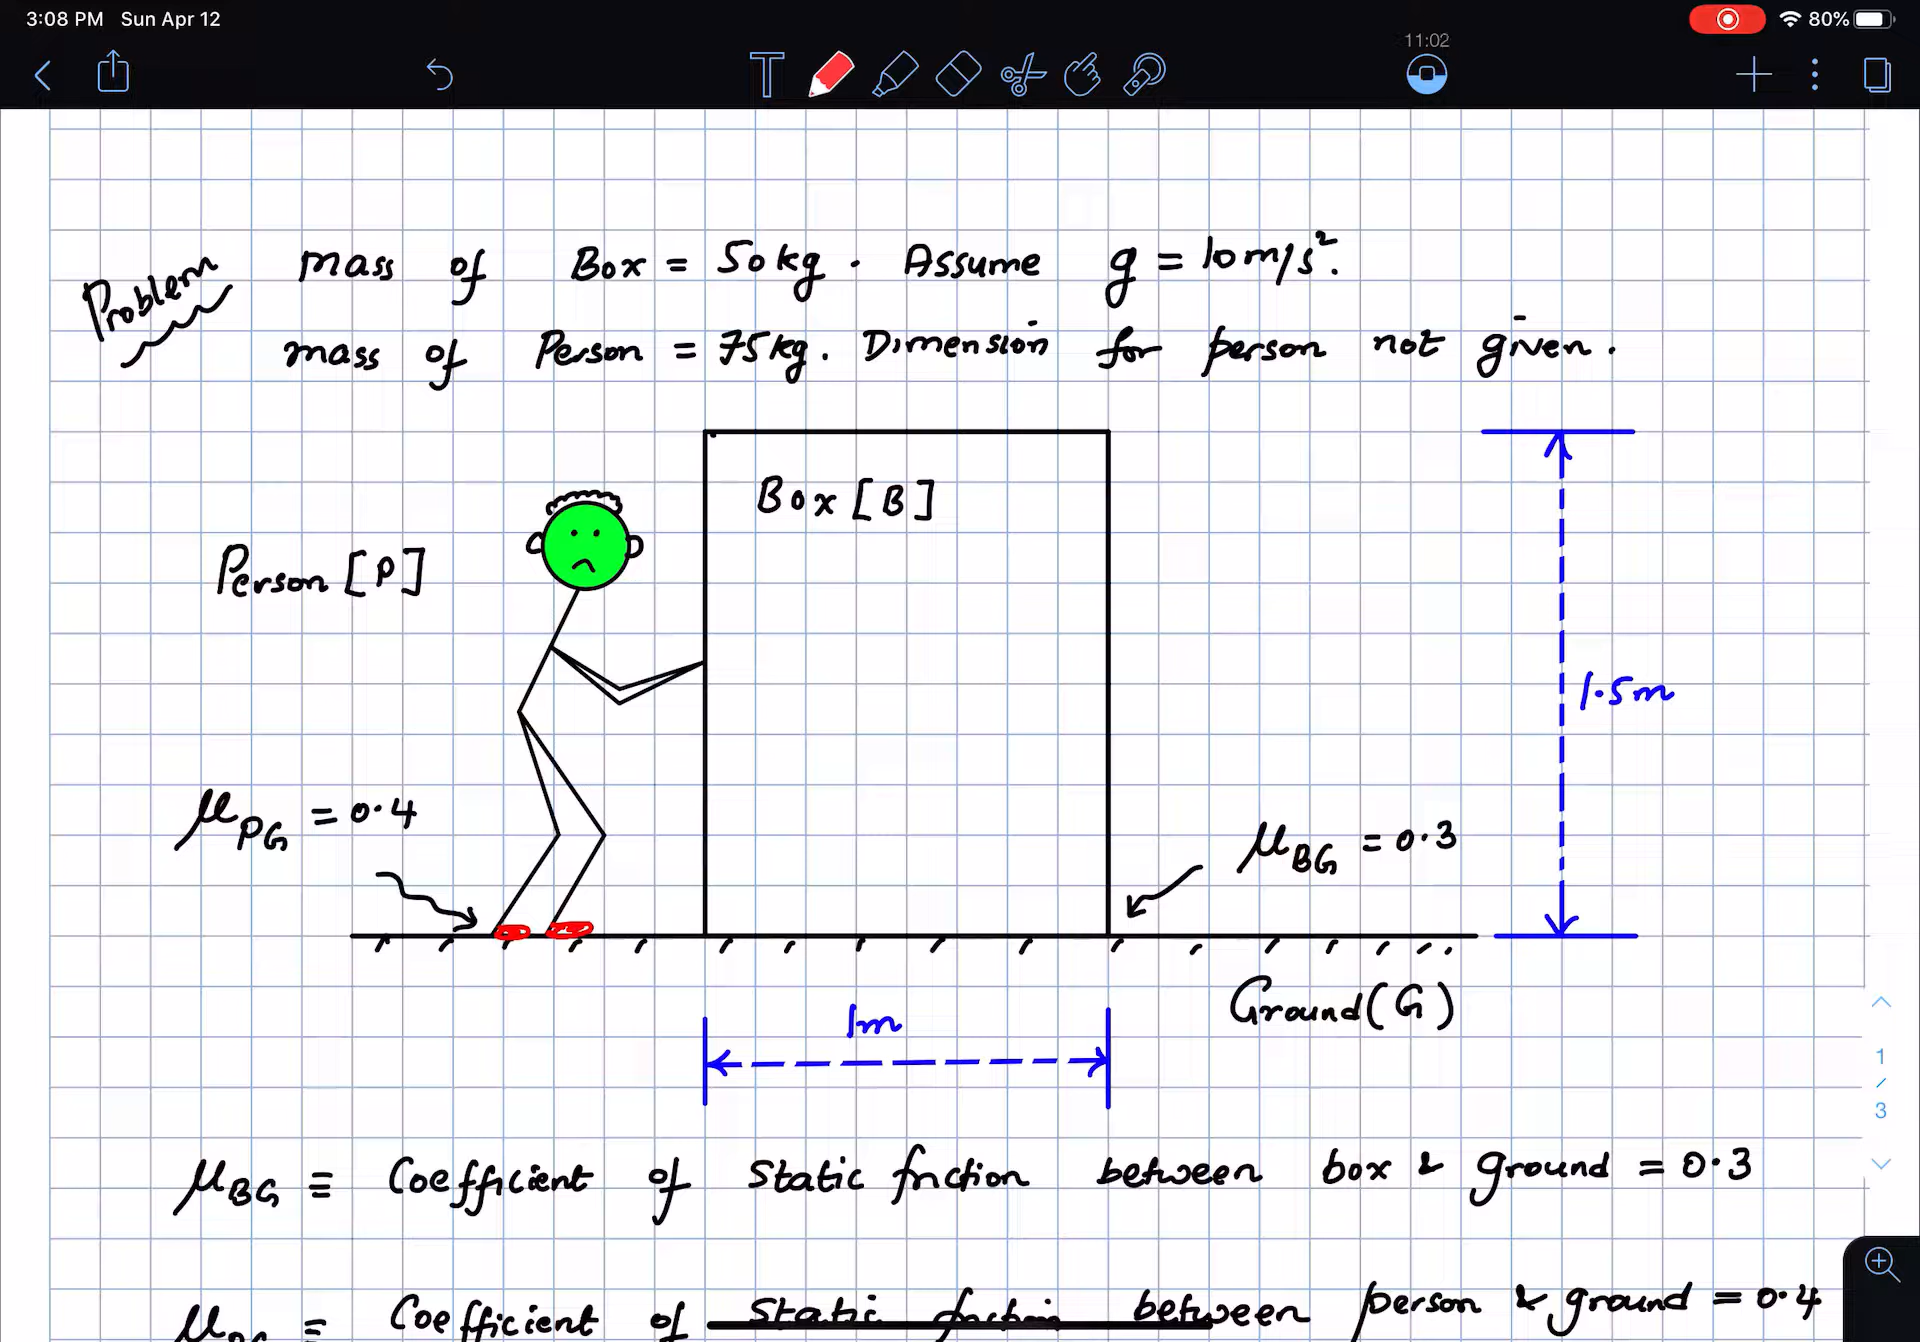 3:08 PM Sun Apr 12
80%
11:02
Problem
mass of Box = 50kg. Assume g = 10m/s².
mass of Person = 75kg. Dimension for person not given.
Box [B]
Person [P]
1.5m
μPG = 0.4
μBG = 0.3
Ground(G)
1m
1
/
3
μBG ≡ Coefficient of static friction between box & ground = 0.3
μPG ≡ Coefficient of static friction between person & ground = 0.4